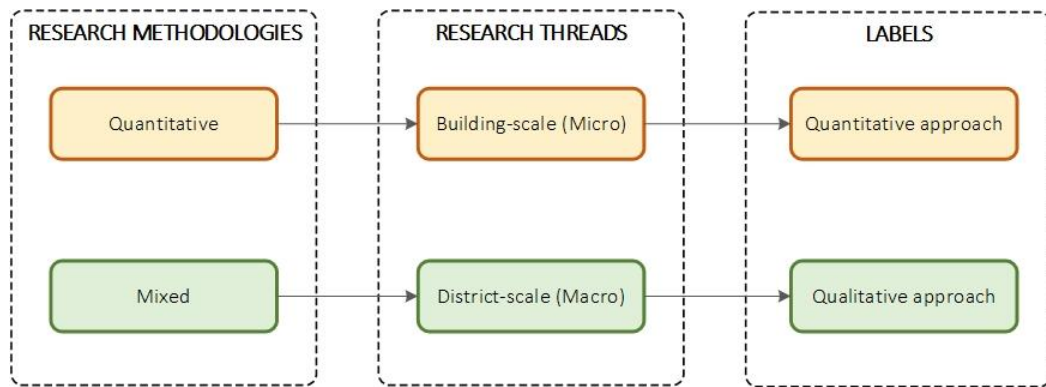 RESEARCH METHODOLOGIES
RESEARCH THREADS
LABELS
Quantitative
Building-scale (Micro)
Quantitative approach
Mixed
District-scale (Macro)
Qualitative approach